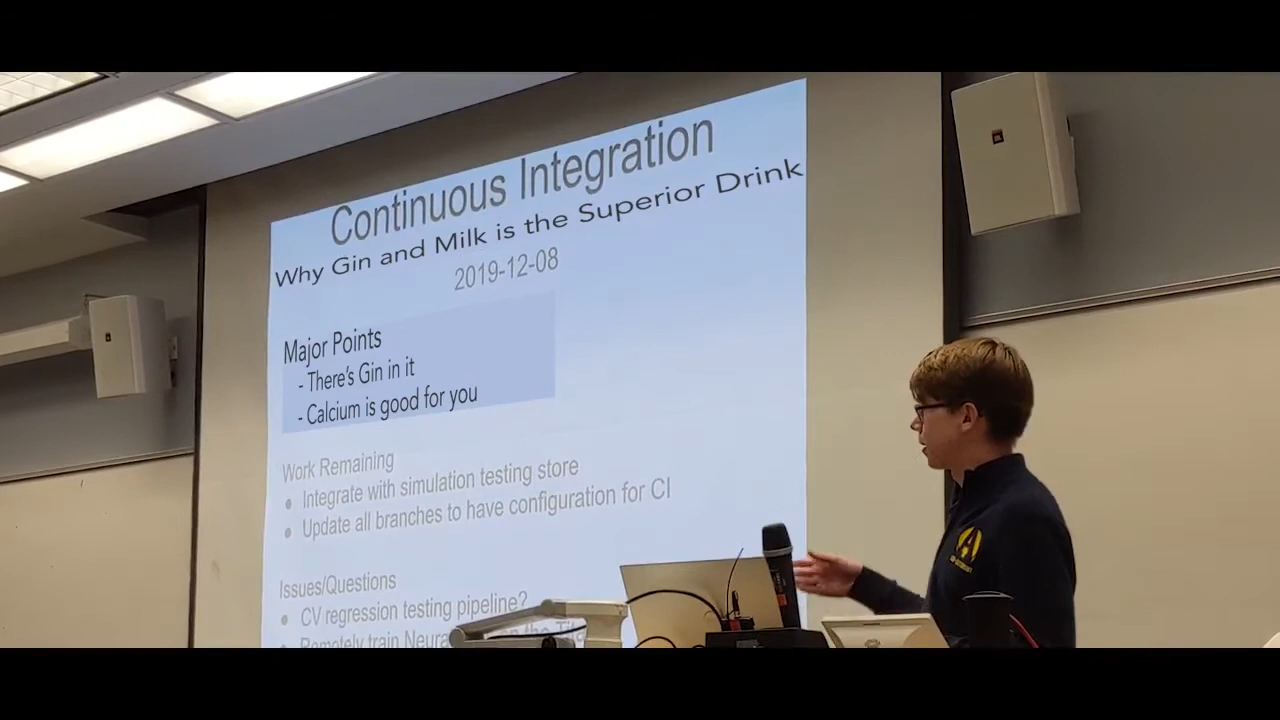 Continuous Integration
Why Gin and Milk is the Superior Drink
2019-12-08
Major Points
- There's Gin in it
- Calcium is good for you
Work Remaining
● Integrate with simulation testing store
● Update all branches to have configuration for CI
Issues/Questions
● CV regression testing pipeline?
● Remotely train